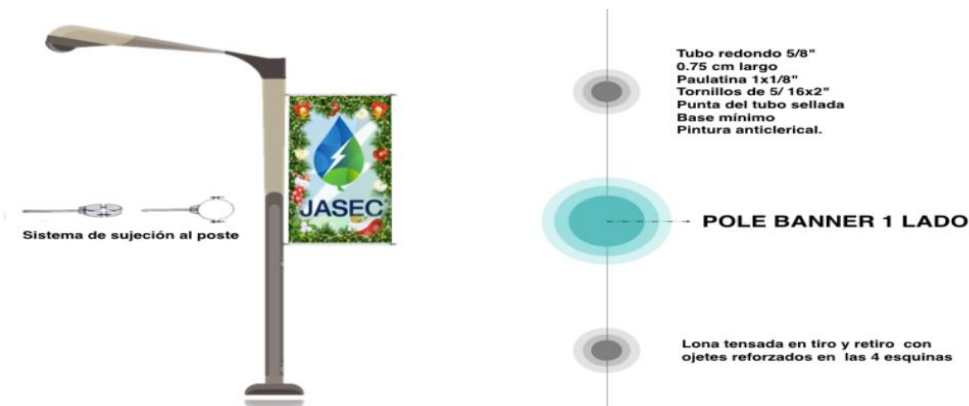 JASEC
Sistema de sujeción al poste
Tubo redondo 5/8"
0.75 cm largo
Paulatina 1x1/8"
Tornillos de 5/ 16x2"
Punta del tubo sellada
Base mínimo
Pintura anticlerical.
POLE BANNER 1 LADO
Lona tensada en tiro y retiro con
ojetes reforzados en las 4 esquinas